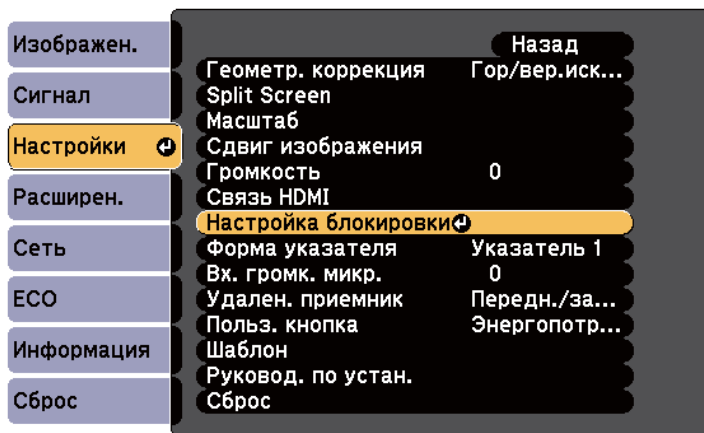 Изображен.
Сигнал
Настройки
Расширен.
Сеть
ECO
Информация
Сброс
Назад
Геометр. коррекция Гор/вер.иск...
Split Screen
Масштаб
Сдвиг изображения
Громкость 0
Связь HDMI
Настройка блокировки
Форма указателя Указатель 1
Вх. громк. микр. 0
Удален. приемник Передн./за...
Польз. кнопка Энергопотр...
Шаблон
Руковод. по устан.
Сброс